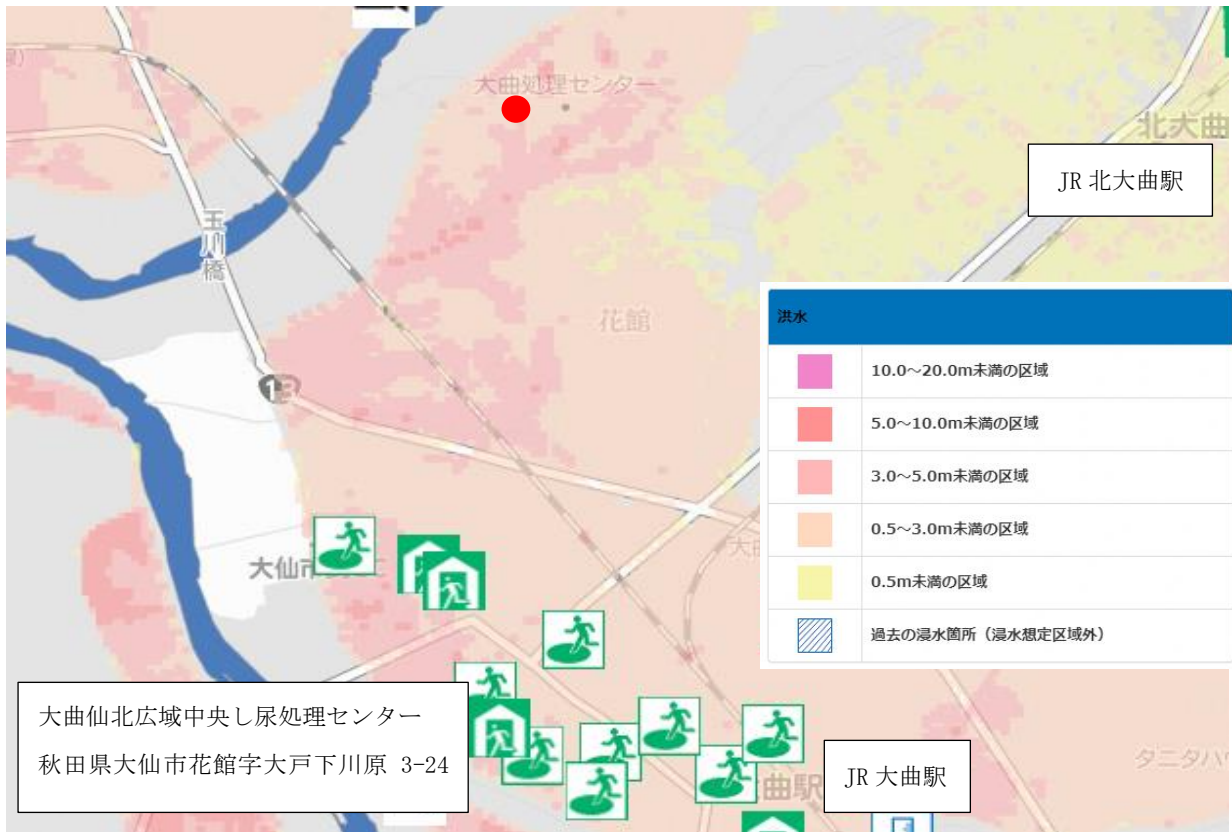 大曲処理センター
北大曲
JR 北大曲駅
玉川橋
花館
13
洪水
10.0～20.0m未満の区域
5.0～10.0m未満の区域
3.0～5.0m未満の区域
0.5～3.0m未満の区域
0.5m未満の区域
過去の浸水箇所（浸水想定区域外）
大曲
大仙市
大曲仙北広域中央し尿処理センター
秋田県大仙市花館字大戸下川原 3-24
曲駅
JR 大曲駅
タニタハ